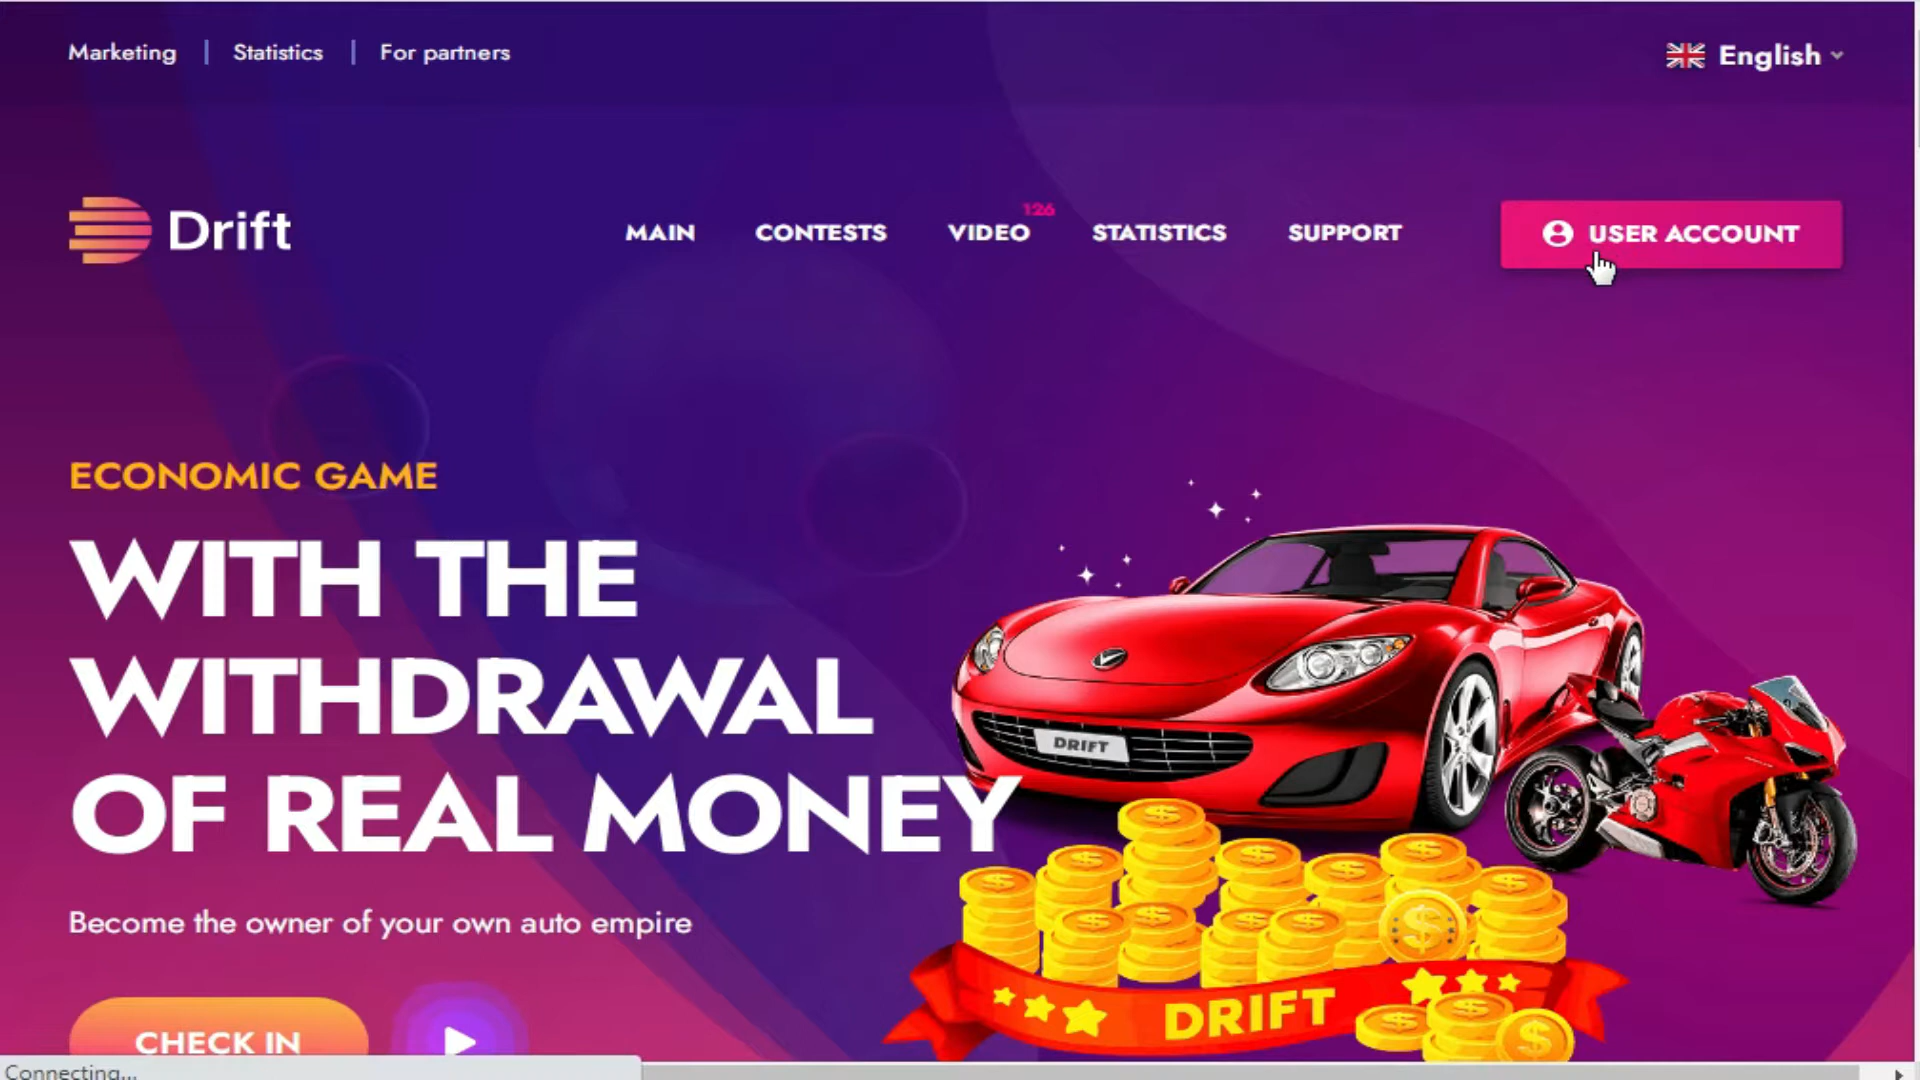 Marketing | Statistics | For partners
English
Drift
MAIN CONTESTS VIDEO 126 STATISTICS SUPPORT
USER ACCOUNT
ECONOMIC GAME
WITH THE
WITHDRAWAL
OF REAL MONEY
Become the owner of your own auto empire
DRIFT
DRIFT
CHECK IN
Connecting...